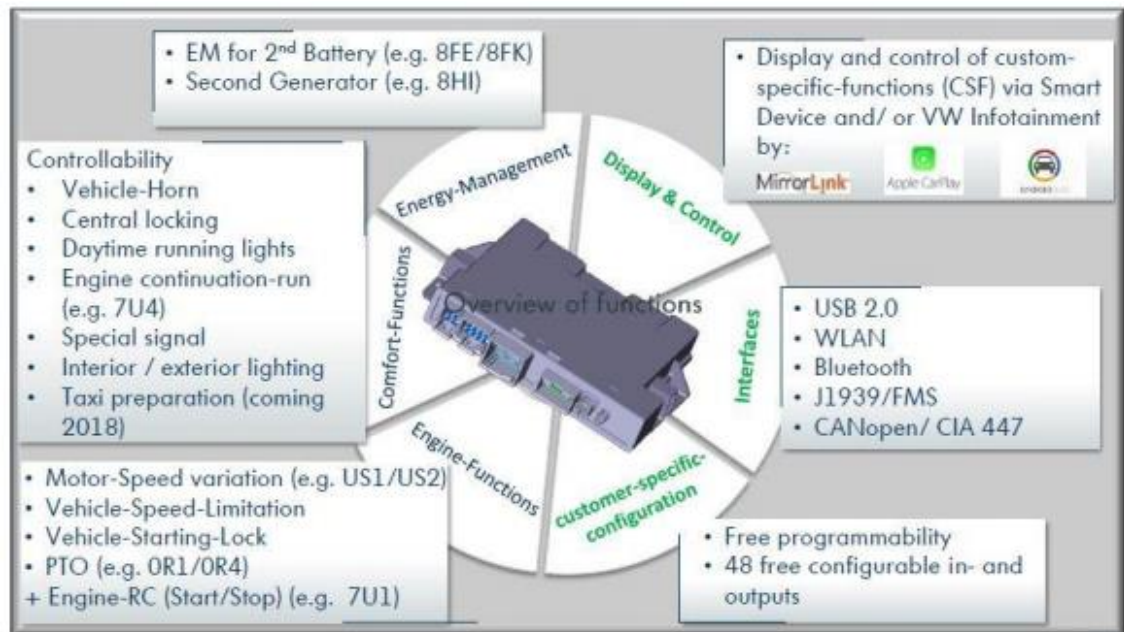 • EM for 2nd Battery (e.g. 8FE/8FK)
• Second Generator (e.g. 8HI)
• Display and control of custom-
specific-functions (CSF) via Smart
Device and/ or VW Infotainment
by:
MirrorLink
Apple CarPlay
Controllability
• Vehicle-Horn
• Central locking
• Daytime running lights
• Engine continuation-run
(e.g. 7U4)
• Special signal
• Interior / exterior lighting
• Taxi preparation (coming
2018)
Energy-Management
Display & Control
Comfort-Functions
Overview of functions
Interfaces
Engine-Functions
customer-specific-
configuration
• USB 2.0
• WLAN
• Bluetooth
• J1939/FMS
• CANopen/ CIA 447
• Motor-Speed variation (e.g. US1/US2)
• Vehicle-Speed-Limitation
• Vehicle-Starting-Lock
• PTO (e.g. 0R1/0R4)
+ Engine-RC (Start/Stop) (e.g. 7U1)
• Free programmability
• 48 free configurable in- and
outputs